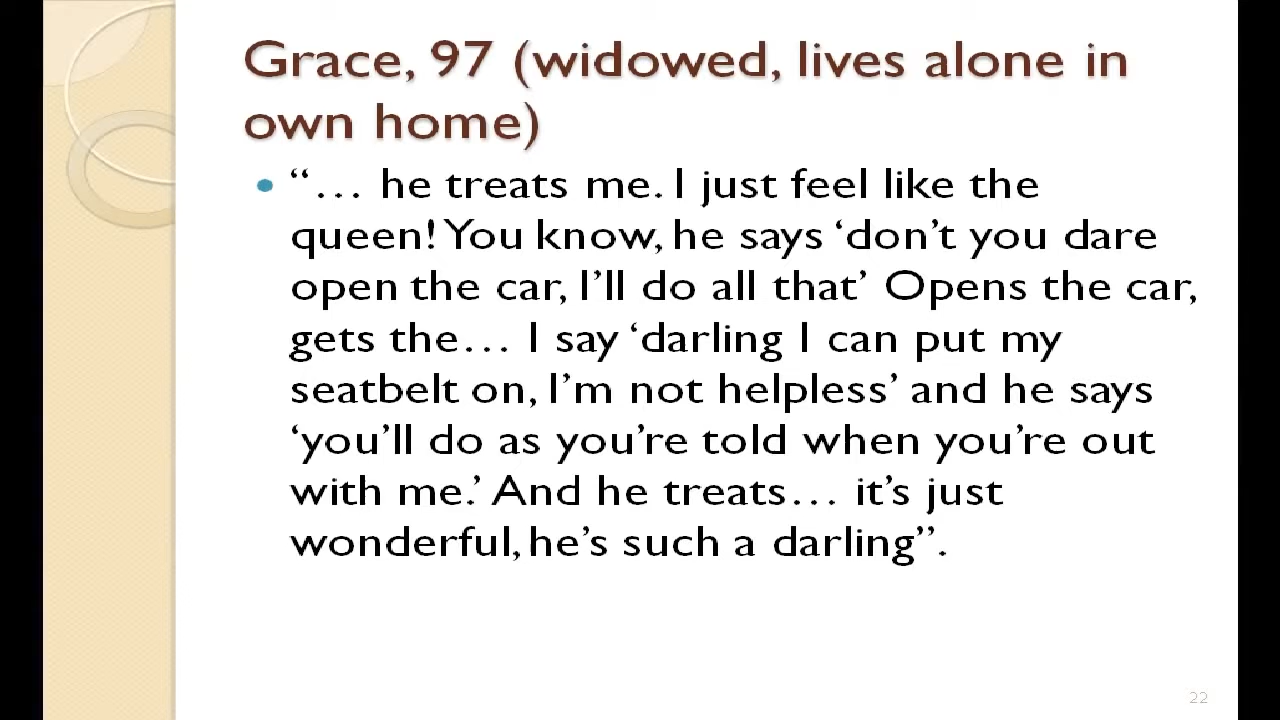 Grace, 97 (widowed, lives alone in
own home)
• “… he treats me. I just feel like the
queen! You know, he says ‘don’t you dare
open the car, I’ll do all that’ Opens the car,
gets the… I say ‘darling I can put my
seatbelt on, I’m not helpless’ and he says
‘you’ll do as you’re told when you’re out
with me.’ And he treats… it’s just
wonderful, he’s such a darling”.
22